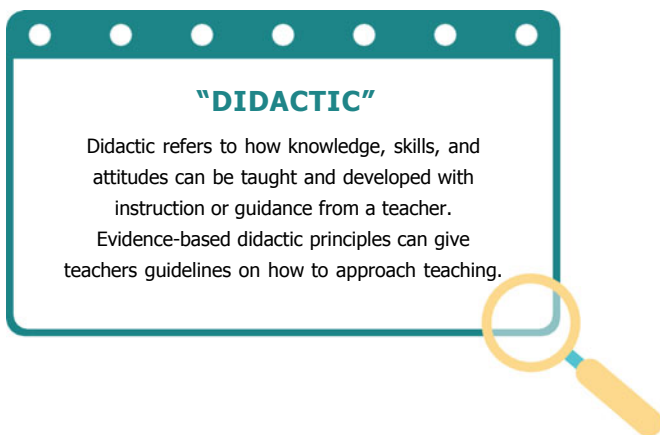 “DIDACTIC”
Didactic refers to how knowledge, skills, and
attitudes can be taught and developed with
instruction or guidance from a teacher.
Evidence-based didactic principles can give
teachers guidelines on how to approach teaching.